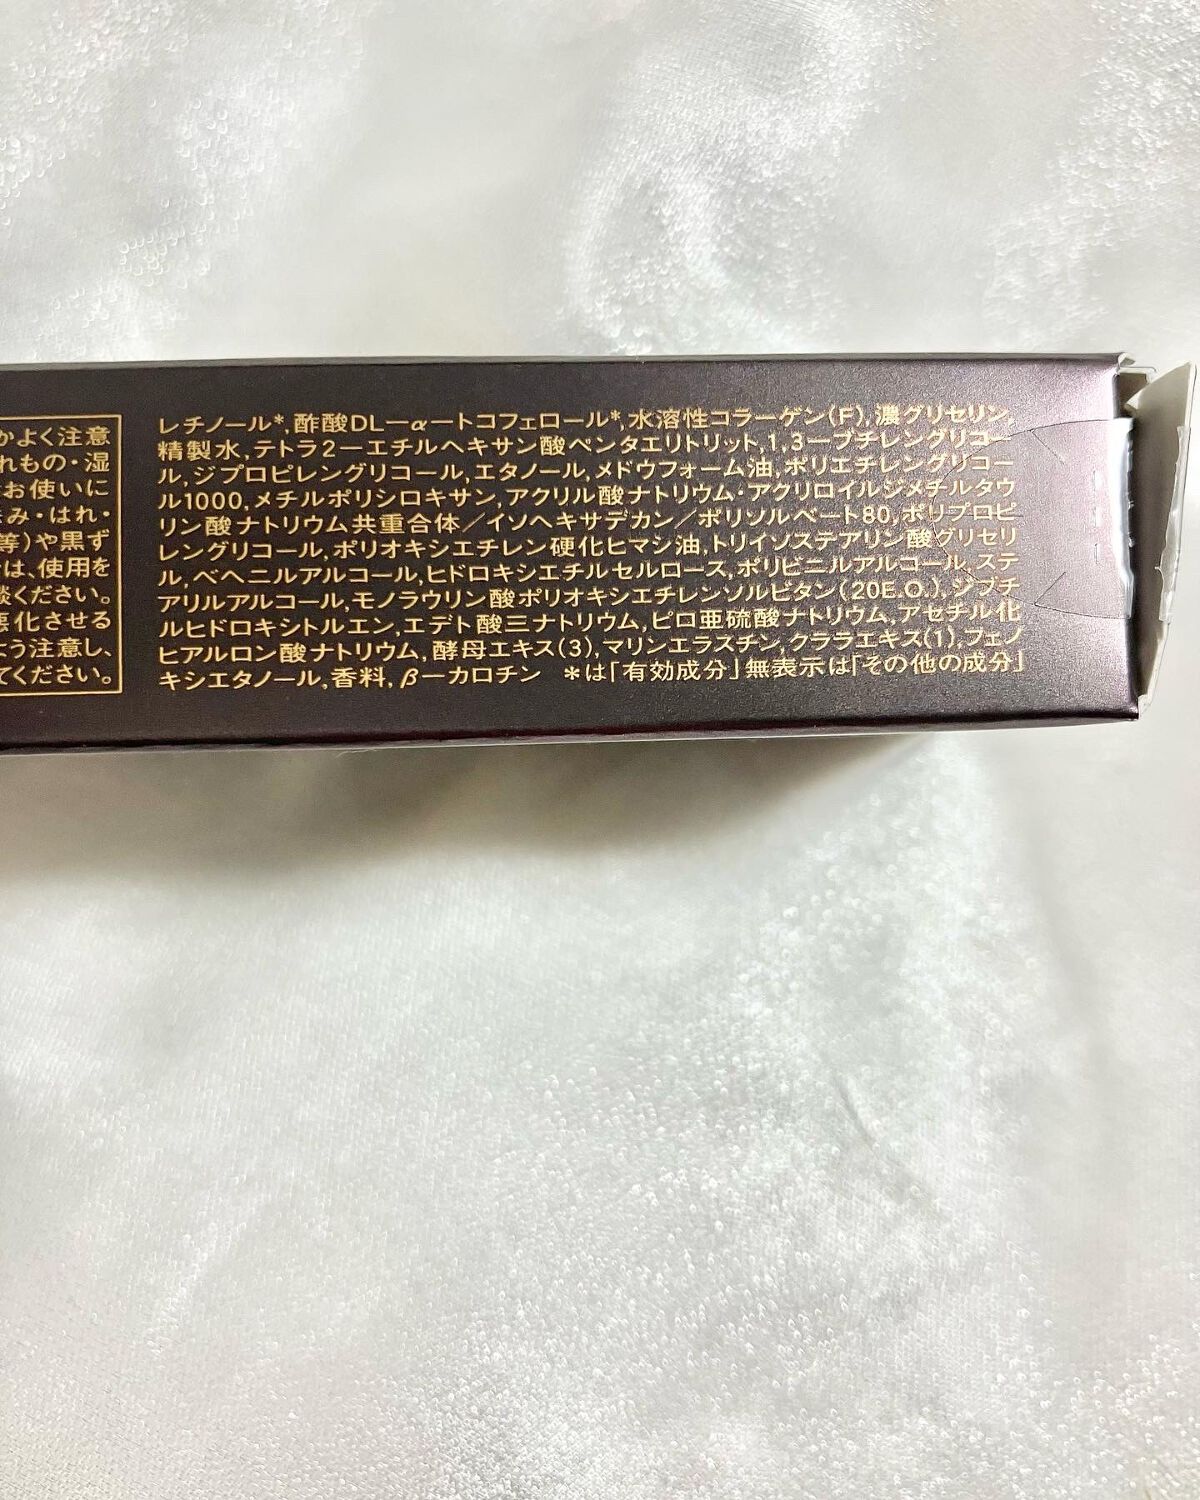 かよく注意
れもの・湿
お使いに
み・はれ・
等)や黒ず
は、使用を
談ください。
悪化させる
よう注意し、
てください。
レチノール*,酢酸DLーαートコフェロール*,水溶性コラーゲン(F),濃グリセリン,
精製水,テトラ2ーエチルヘキサン酸ペンタエリトリット,1,3ーブチレングリコー
ル,ジプロピレングリコール,エタノール,メドウフォーム油,ポリエチレングリコー
ル1000,メチルポリシロキサン,アクリル酸ナトリウム・アクリロイルジメチルタウ
リン酸ナトリウム共重合体/イソヘキサデカン/ポリソルベート80,ポリプロピ
レングリコール,ポリオキシエチレン硬化ヒマシ油,トリイソステアリン酸グリセリ
ル,ベヘニルアルコール,ヒドロキシエチルセルロース,ポリビニルアルコール,ステ
アリルアルコール,モノラウリン酸ポリオキシエチレンソルビタン(20E.O.),ジブチ
ルヒドロキシトルエン,エデト酸三ナトリウム,ピロ亜硫酸ナトリウム,アセチル化
ヒアルロン酸ナトリウム,酵母エキス(3),マリンエラスチン,クララエキス(1),フェノ
キシエタノール,香料,β−カロチン *は「有効成分」無表示は「その他の成分」